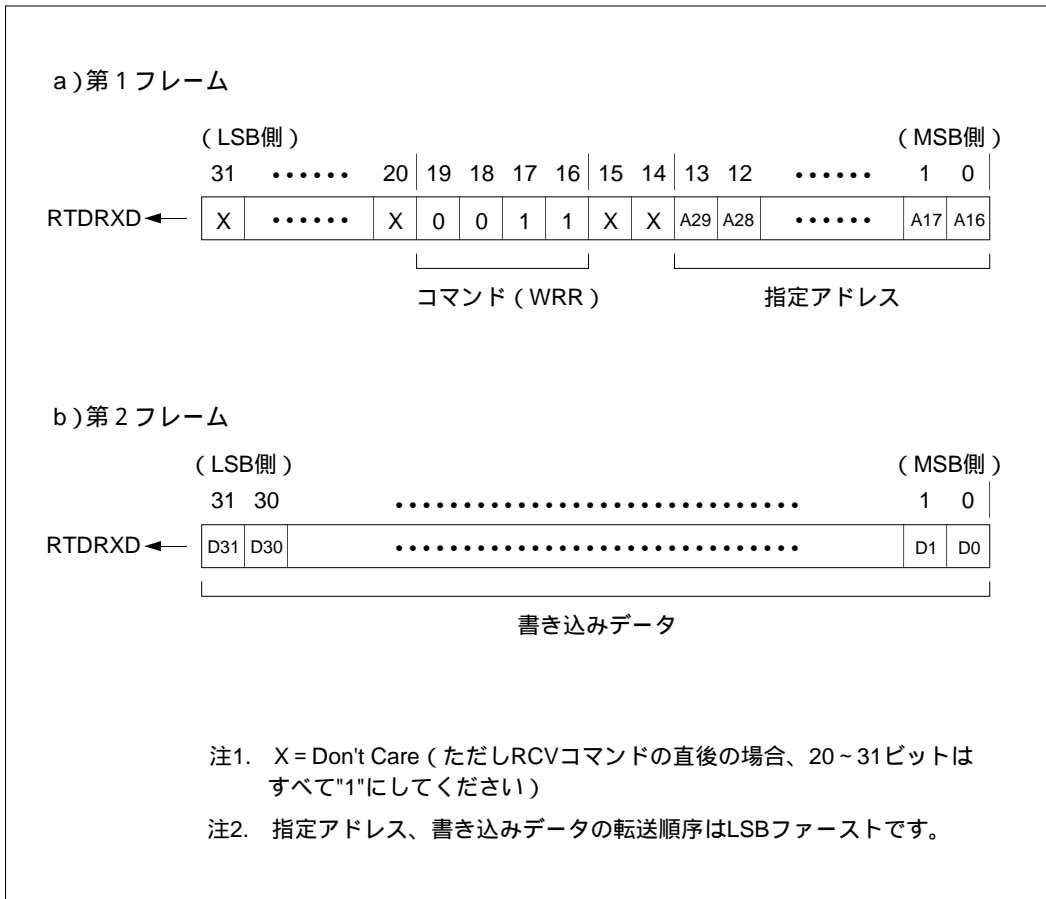 a）第１フレーム
（LSB側） （MSB側）
31 •••••• 20 19 18 17 16 15 14 13 12 •••••• 1 0
RTDRXD X •••••• X 0 0 1 1 X X A29 A28 •••••• A17 A16
コマンド（WRR） 指定アドレス
b）第２フレーム
（LSB側） （MSB側）
31 30 •••••••••••••••••••••••••••••• 1 0
RTDRXD D31 D30 •••••••••••••••••••••••••••••• D1 D0
書き込みデータ
注1. X = Don't Care（ただしRCVコマンドの直後の場合、20～31ビットは
すべて"1"にしてください）
注2. 指定アドレス、書き込みデータの転送順序はLSBファーストです。